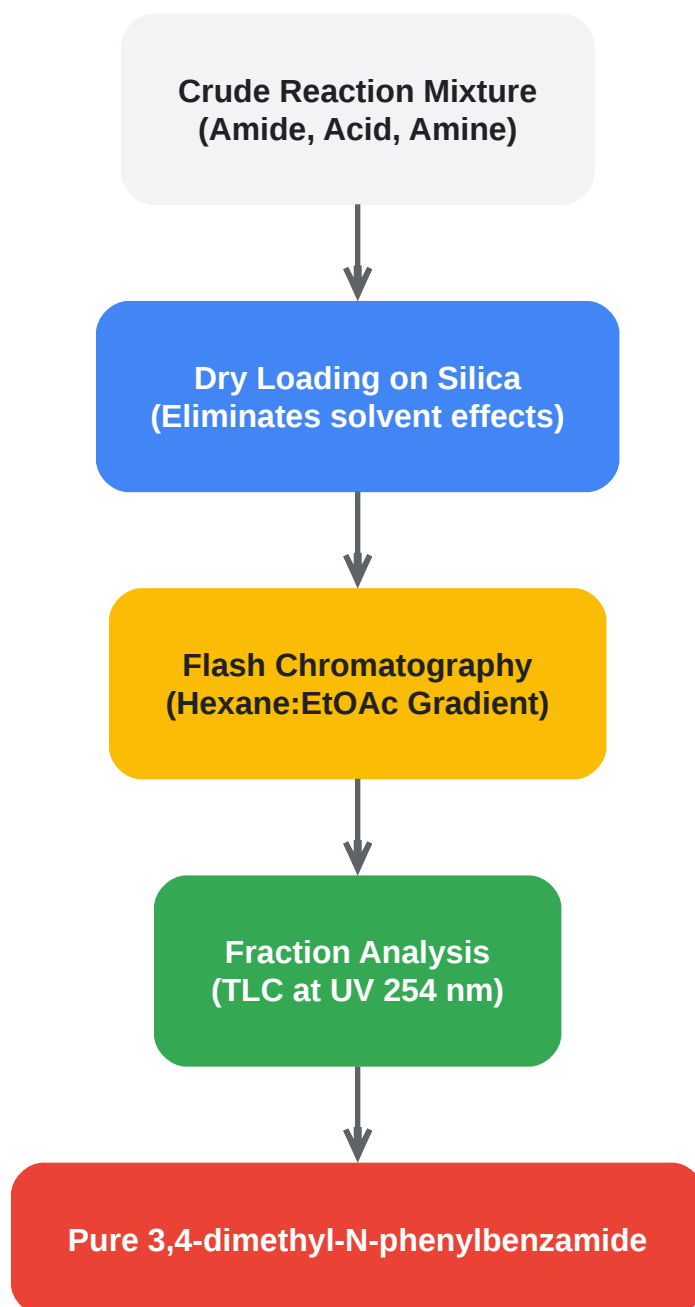 Crude Reaction Mixture
(Amide, Acid, Amine)
Dry Loading on Silica
(Eliminates solvent effects)
Flash Chromatography
(Hexane:EtOAc Gradient)
Fraction Analysis
(TLC at UV 254 nm)
Pure 3,4-dimethyl-N-phenylbenzamide